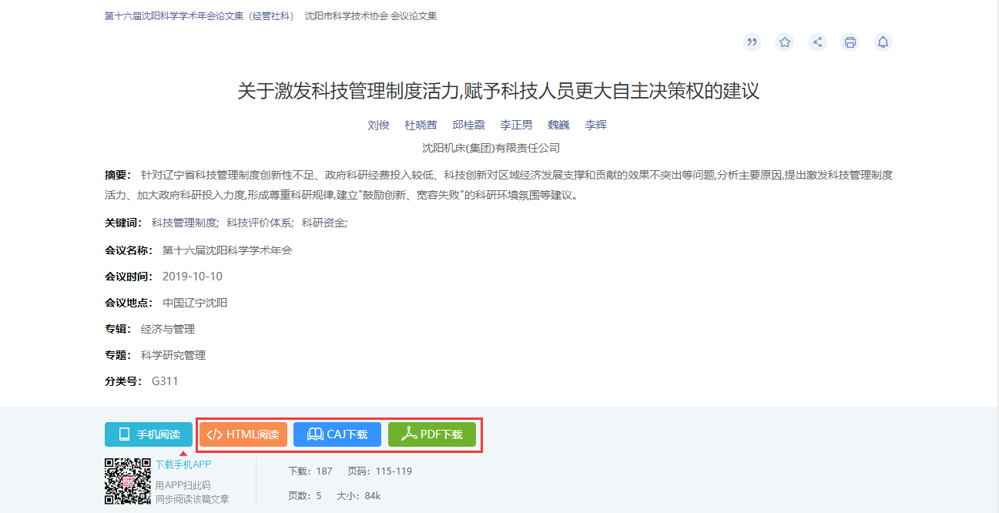 第十六届沈阳科学学术年会论文集（经管社科） 沈阳市科学技术协会 会议论文集
关于激发科技管理制度活力,赋予科技人员更大自主决策权的建议
刘俊 杜晓茜 邱桂霞 李正男 魏巍 李辉
沈阳机床(集团)有限责任公司
摘要： 针对辽宁省科技管理制度创新性不足、政府科研经费投入较低、科技创新对区域经济发展支撑和贡献的效果不突出等问题,分析主要原因,提出激发科技管理制度
活力、加大政府科研投入力度,形成尊重科研规律,建立"鼓励创新、宽容失败"的科研环境氛围等建议。
关键词： 科技管理制度; 科技评价体系; 科研资金;
会议名称： 第十六届沈阳科学学术年会
会议时间： 2019-10-10
会议地点： 中国辽宁沈阳
专辑： 经济与管理
专题： 科学研究管理
分类号： G311
手机阅读 HTML阅读 CAJ下载 PDF下载
下载手机APP
用APP扫此码
同步阅读该篇文章
下载：187 页码：115-119
页数：5 大小：84k